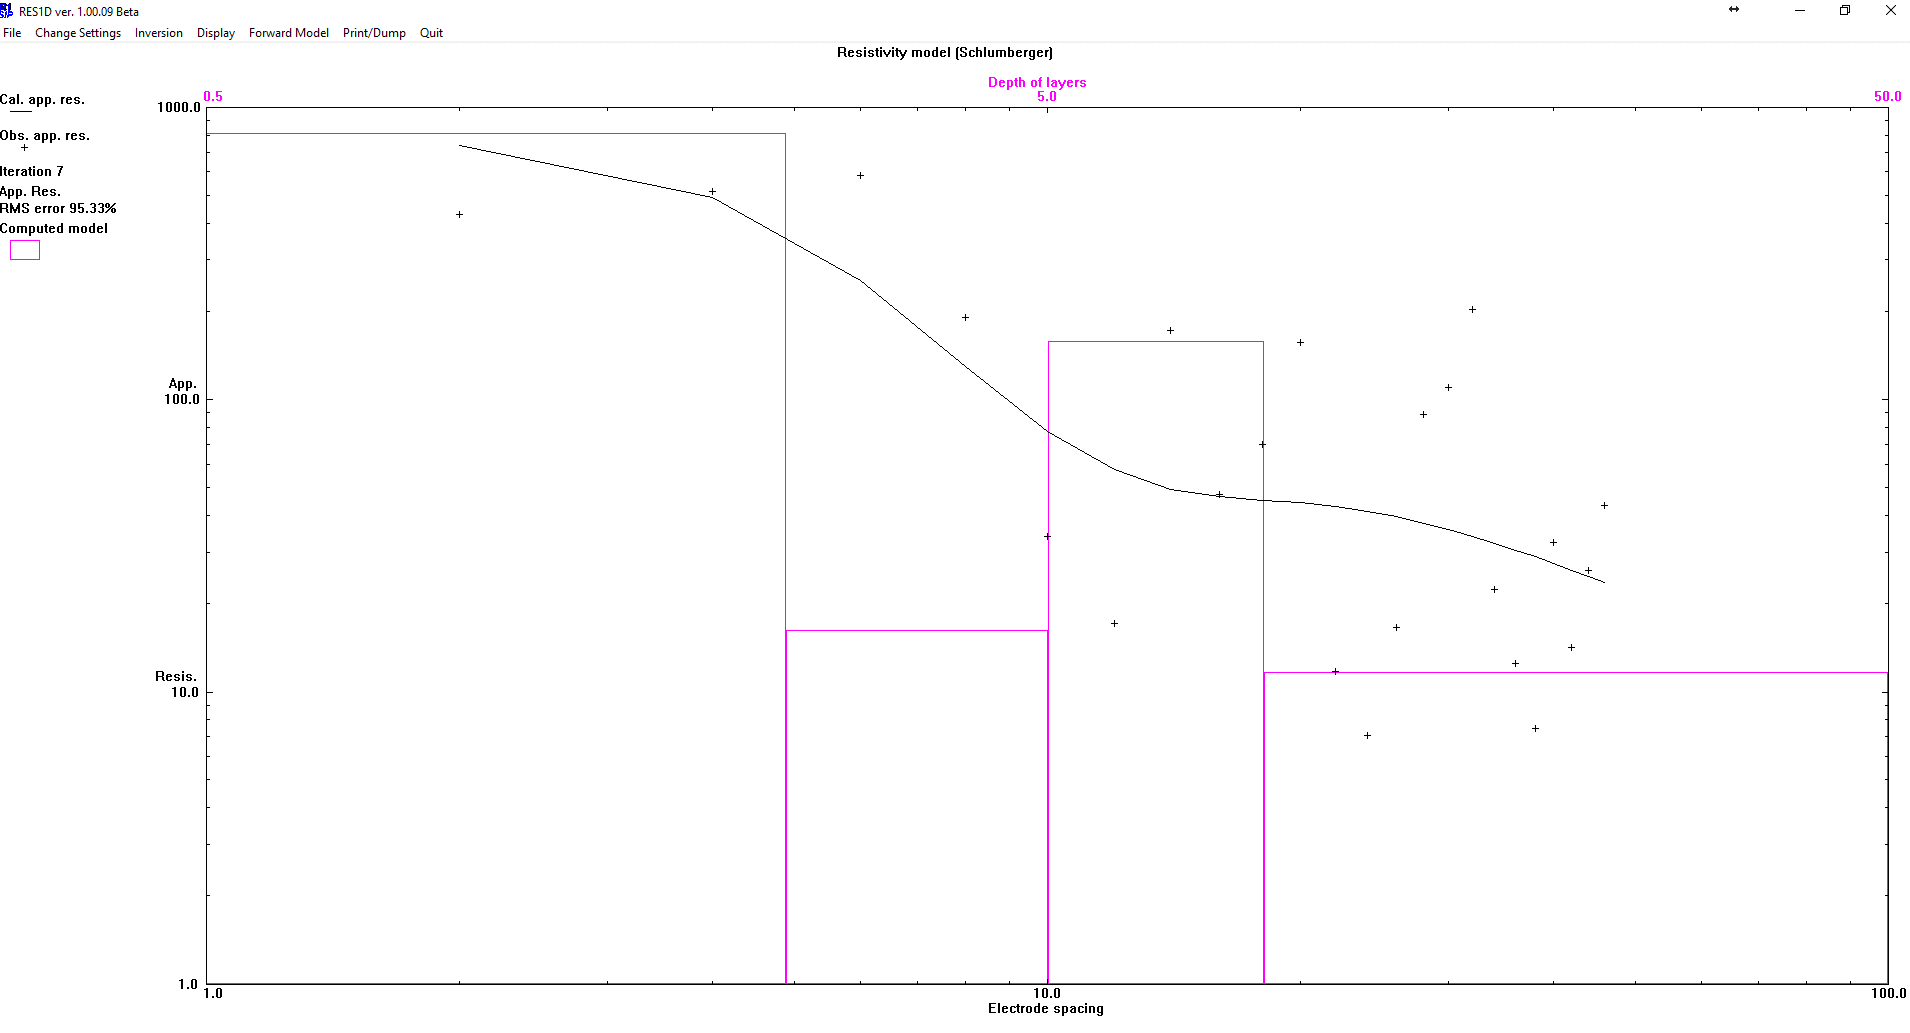 RES1D ver. 1.00.09 Beta
File Change Settings Inversion Display Forward Model Print/Dump Quit
Resistivity model (Schlumberger)
Depth of layers
0.5 5.0 50.0
Cal. app. res.
Obs. app. res.
Iteration 7
App. Res.
RMS error 95.33%
Computed model
1000.0
App.
100.0
Resis.
10.0
1.0
1.0 10.0 100.0
Electrode spacing